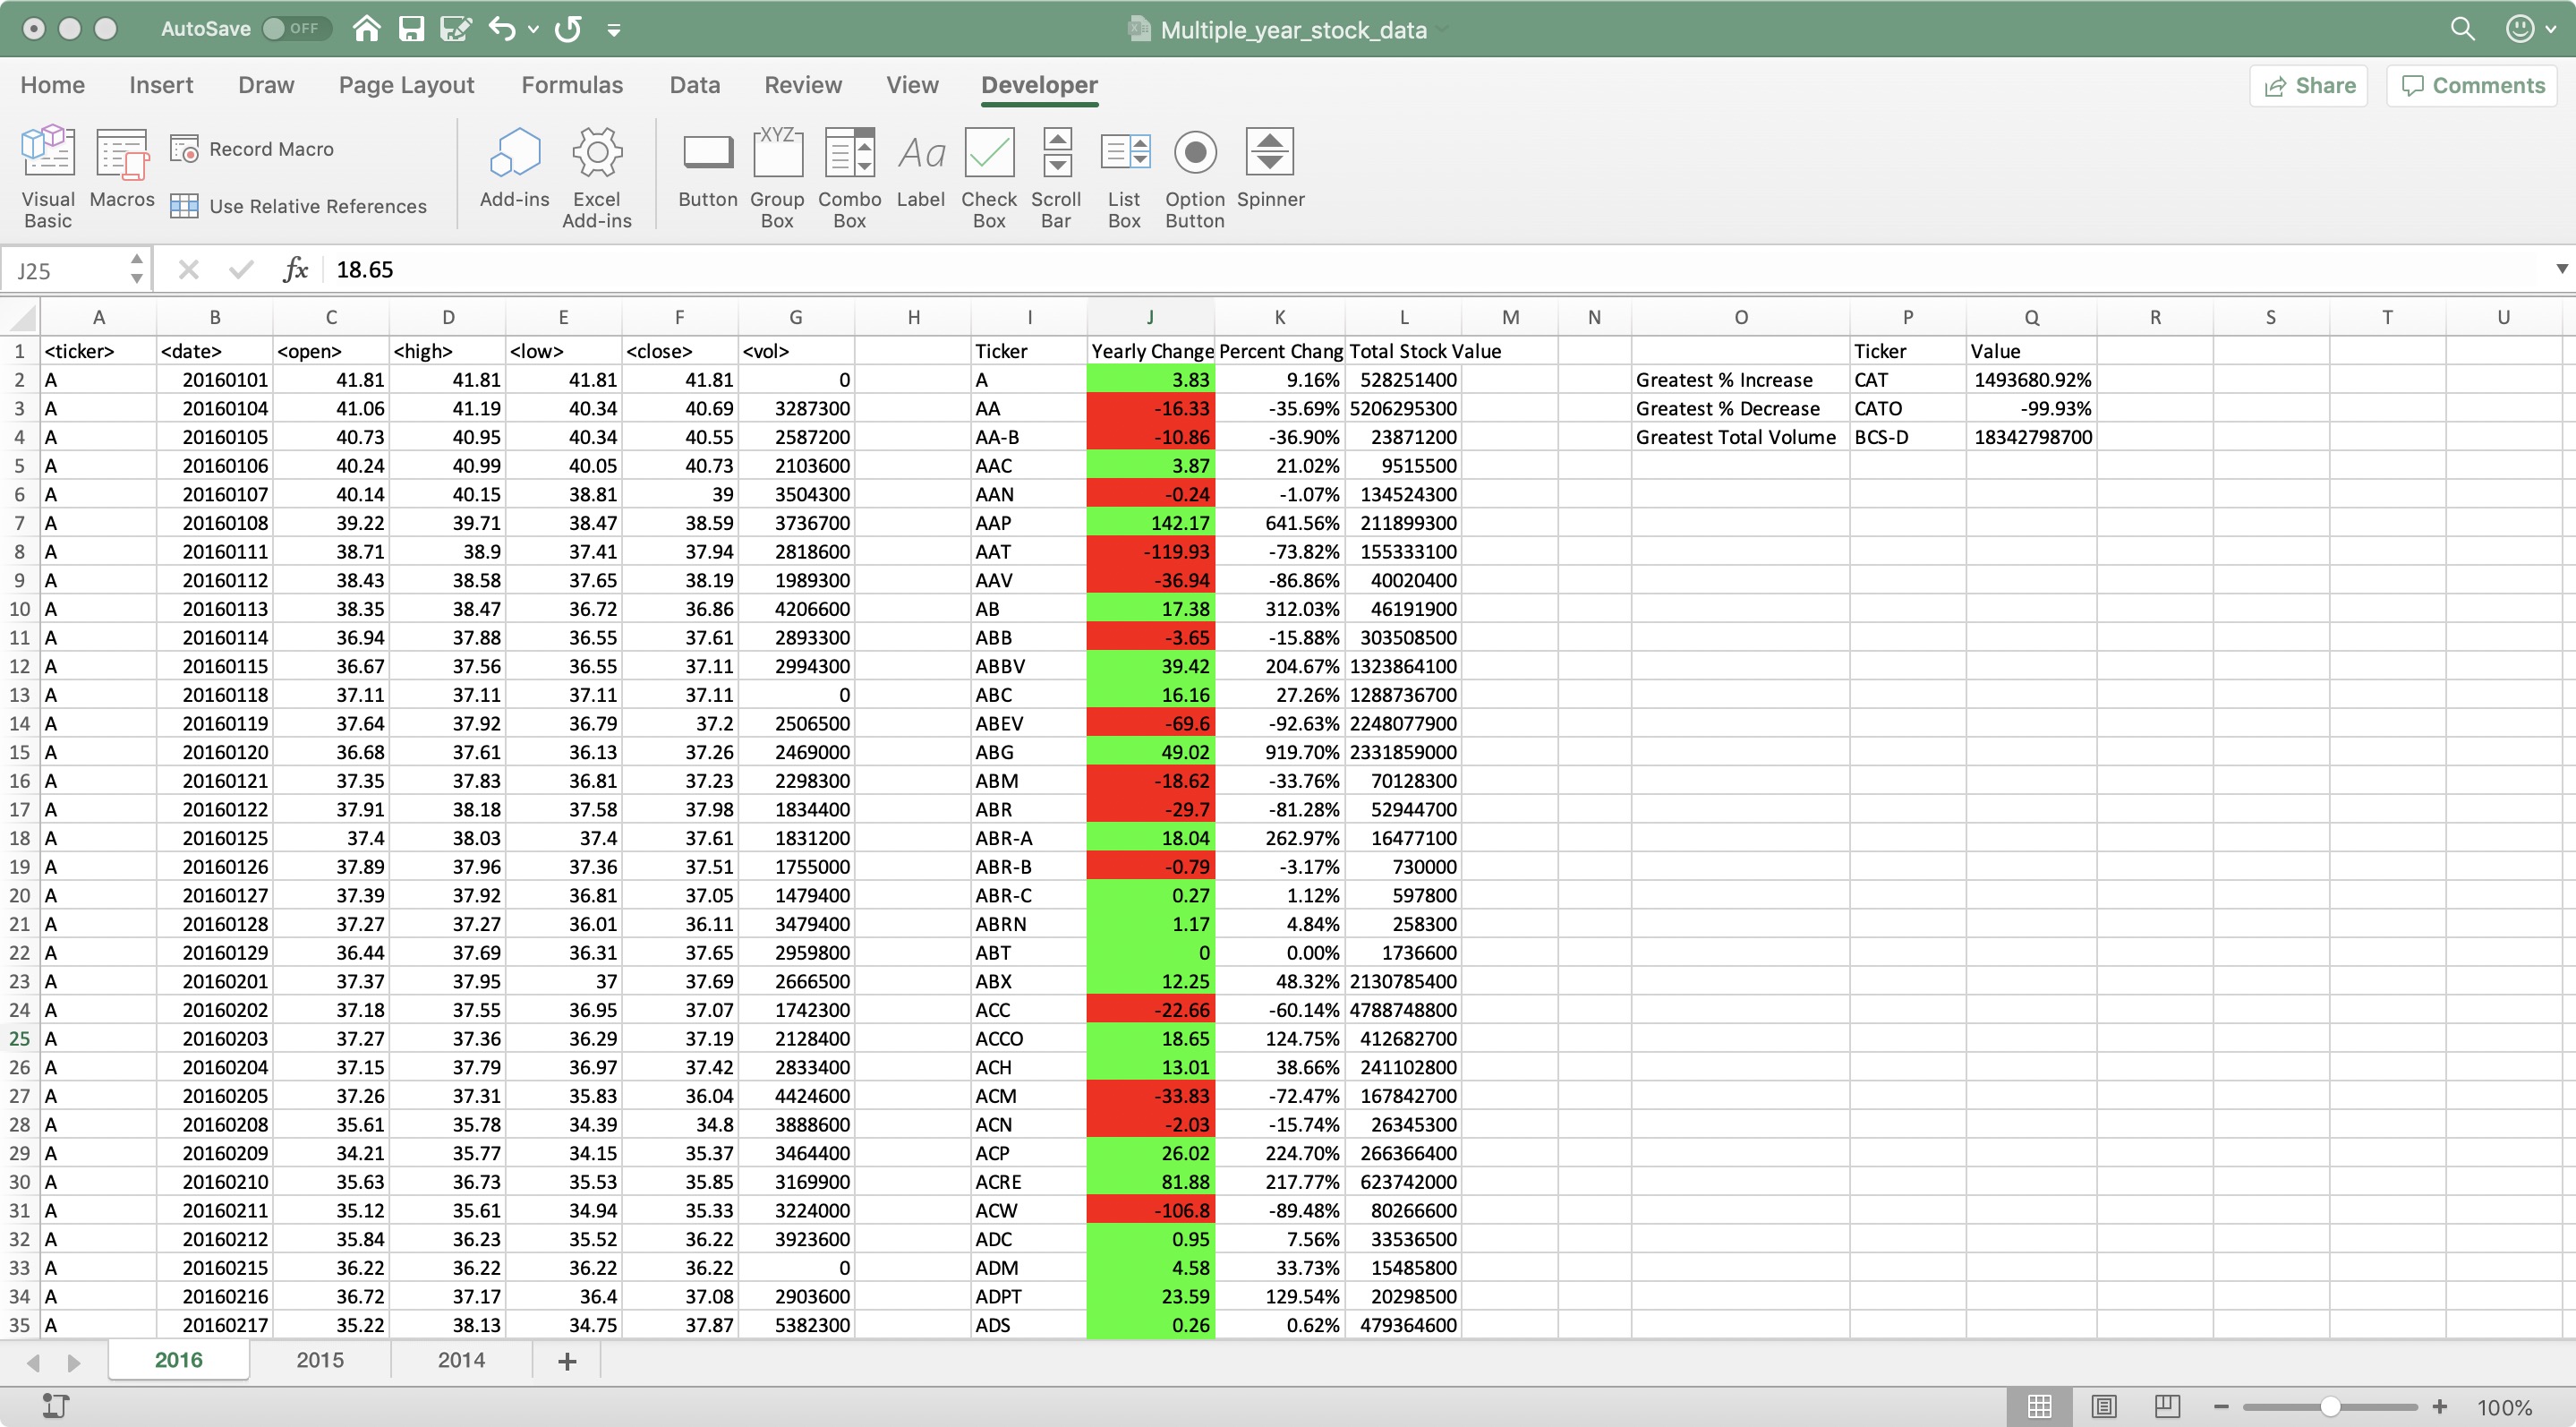 AutoSave OFF Multiple_year_stock_data
Home Insert Draw Page Layout Formulas Data Review View Developer Share Comments
Visual Basic
Macros
Record Macro
Use Relative References
Add-ins
Excel Add-ins
Button
XYZ
Group Box
Combo Box
Aa
Label
Check Box
Scroll Bar
List Box
Option Button
Spinner
J25 fx 18.65
A B C D E F G H I J K L M N O P Q R S T U
1 <ticker> <date> <open> <high> <low> <close> <vol> Ticker Yearly Change Percent Chang Total Stock Value Ticker Value
2 A 20160101 41.81 41.81 41.81 41.81 0 A 3.83 9.16% 528251400 Greatest % Increase CAT 1493680.92%
3 A 20160104 41.06 41.19 40.34 40.69 3287300 AA -16.33 -35.69% 5206295300 Greatest % Decrease CATO -99.93%
4 A 20160105 40.73 40.95 40.34 40.55 2587200 AA-B -10.86 -36.90% 23871200 Greatest Total Volume BCS-D 18342798700
5 A 20160106 40.24 40.99 40.05 40.73 2103600 AAC 3.87 21.02% 9515500
6 A 20160107 40.14 40.15 38.81 39 3504300 AAN -0.24 -1.07% 134524300
7 A 20160108 39.22 39.71 38.47 38.59 3736700 AAP 142.17 641.56% 211899300
8 A 20160111 38.71 38.9 37.41 37.94 2818600 AAT -119.93 -73.82% 155333100
9 A 20160112 38.43 38.58 37.65 38.19 1989300 AAV -36.94 -86.86% 40020400
10 A 20160113 38.35 38.47 36.72 36.86 4206600 AB 17.38 312.03% 46191900
11 A 20160114 36.94 37.88 36.55 37.61 2893300 ABB -3.65 -15.88% 303508500
12 A 20160115 36.67 37.56 36.55 37.11 2994300 ABBV 39.42 204.67% 1323864100
13 A 20160118 37.11 37.11 37.11 37.11 0 ABC 16.16 27.26% 1288736700
14 A 20160119 37.64 37.92 36.79 37.2 2506500 ABEV -69.6 -92.63% 2248077900
15 A 20160120 36.68 37.61 36.13 37.26 2469000 ABG 49.02 919.70% 2331859000
16 A 20160121 37.35 37.83 36.81 37.23 2298300 ABM -18.62 -33.76% 70128300
17 A 20160122 37.91 38.18 37.58 37.98 1834400 ABR -29.7 -81.28% 52944700
18 A 20160125 37.4 38.03 37.4 37.61 1831200 ABR-A 18.04 262.97% 16477100
19 A 20160126 37.89 37.96 37.36 37.51 1755000 ABR-B -0.79 -3.17% 730000
20 A 20160127 37.39 37.92 36.81 37.05 1479400 ABR-C 0.27 1.12% 597800
21 A 20160128 37.27 37.27 36.01 36.11 3479400 ABRN 1.17 4.84% 258300
22 A 20160129 36.44 37.69 36.31 37.65 2959800 ABT 0 0.00% 1736600
23 A 20160201 37.37 37.95 37 37.69 2666500 ABX 12.25 48.32% 2130785400
24 A 20160202 37.18 37.55 36.95 37.07 1742300 ACC -22.66 -60.14% 4788748800
25 A 20160203 37.27 37.36 36.29 37.19 2128400 ACCO 18.65 124.75% 412682700
26 A 20160204 37.15 37.79 36.97 37.42 2833400 ACH 13.01 38.66% 241102800
27 A 20160205 37.26 37.31 35.83 36.04 4424600 ACM -33.83 -72.47% 167842700
28 A 20160208 35.61 35.78 34.39 34.8 3888600 ACN -2.03 -15.74% 26345300
29 A 20160209 34.21 35.77 34.15 35.37 3464400 ACP 26.02 224.70% 266366400
30 A 20160210 35.63 36.73 35.53 35.85 3169900 ACRE 81.88 217.77% 623742000
31 A 20160211 35.12 35.61 34.94 35.33 3224000 ACW -106.8 -89.48% 80266600
32 A 20160212 35.84 36.23 35.52 36.22 3923600 ADC 0.95 7.56% 33536500
33 A 20160215 36.22 36.22 36.22 36.22 0 ADM 4.58 33.73% 15485800
34 A 20160216 36.72 37.17 36.4 37.08 2903600 ADPT 23.59 129.54% 20298500
35 A 20160217 35.22 38.13 34.75 37.87 5382300 ADS 0.26 0.62% 479364600
2016 2015 2014 +
100%